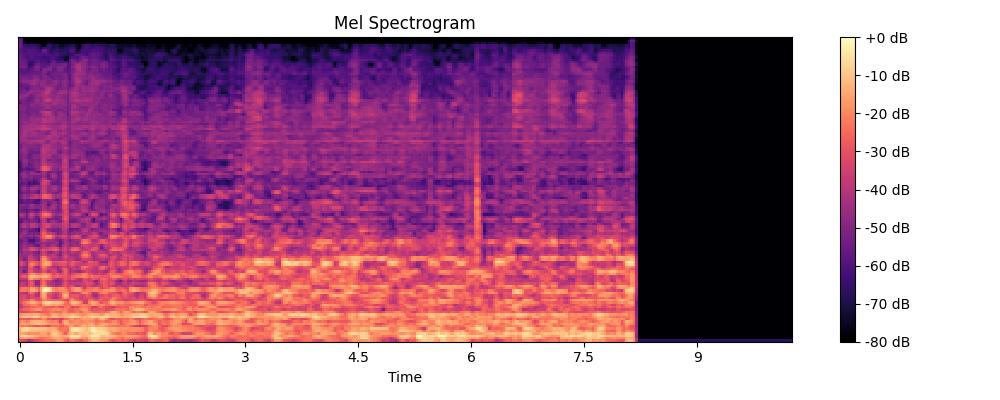 Mel Spectrogram
+0 dB
-10 dB
-20 dB
-30 dB
-40 dB
-50 dB
-60 dB
-70 dB
-80 dB
0 1.5 3 4.5 6 7.5 9
Time